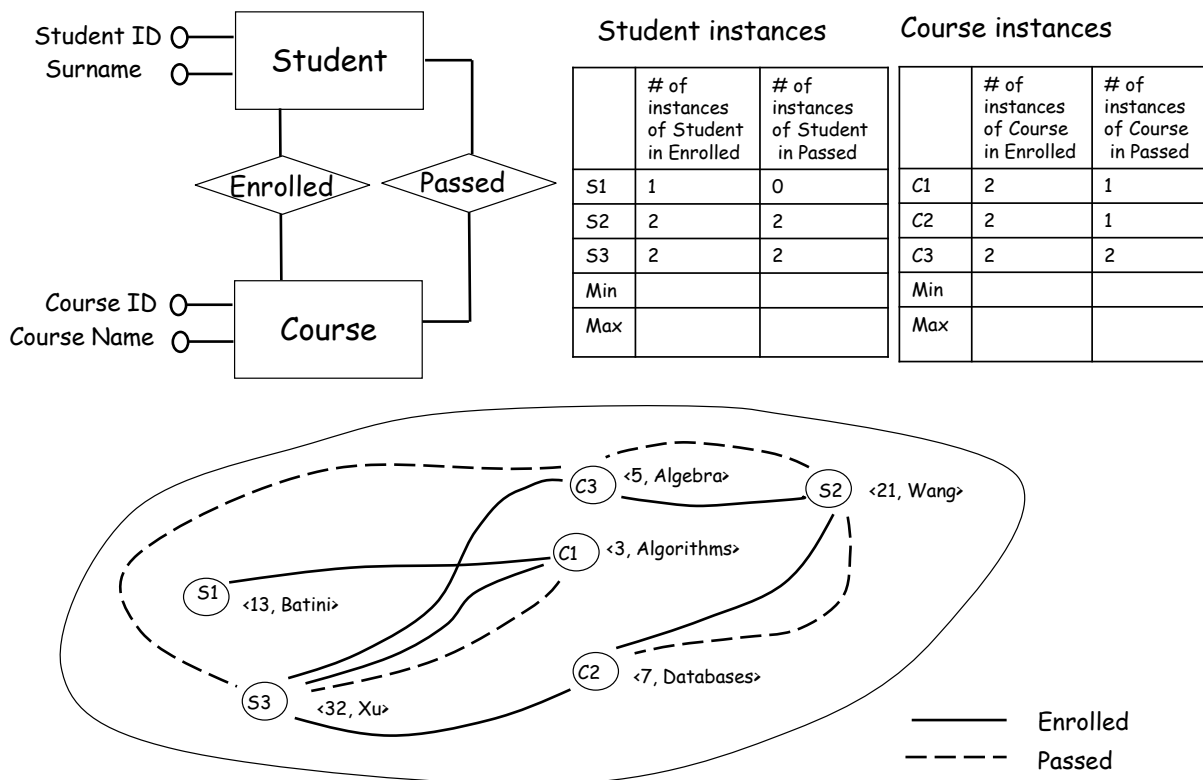 Student ID
Surname
Student
Enrolled
Passed
Course ID
Course Name
Course
Student instances
# of instances of Student in Enrolled
# of instances of Student in Passed
S1 1 0
S2 2 2
S3 2 2
Min
Max
Course instances
# of instances of Course in Enrolled
# of instances of Course in Passed
C1 2 1
C2 2 1
C3 2 2
Min
Max
C3 <5, Algebra>
S2 <21, Wang>
C1 <3, Algorithms>
S1 <13, Batini>
C2 <7, Databases>
S3 <32, Xu>
Enrolled
Passed